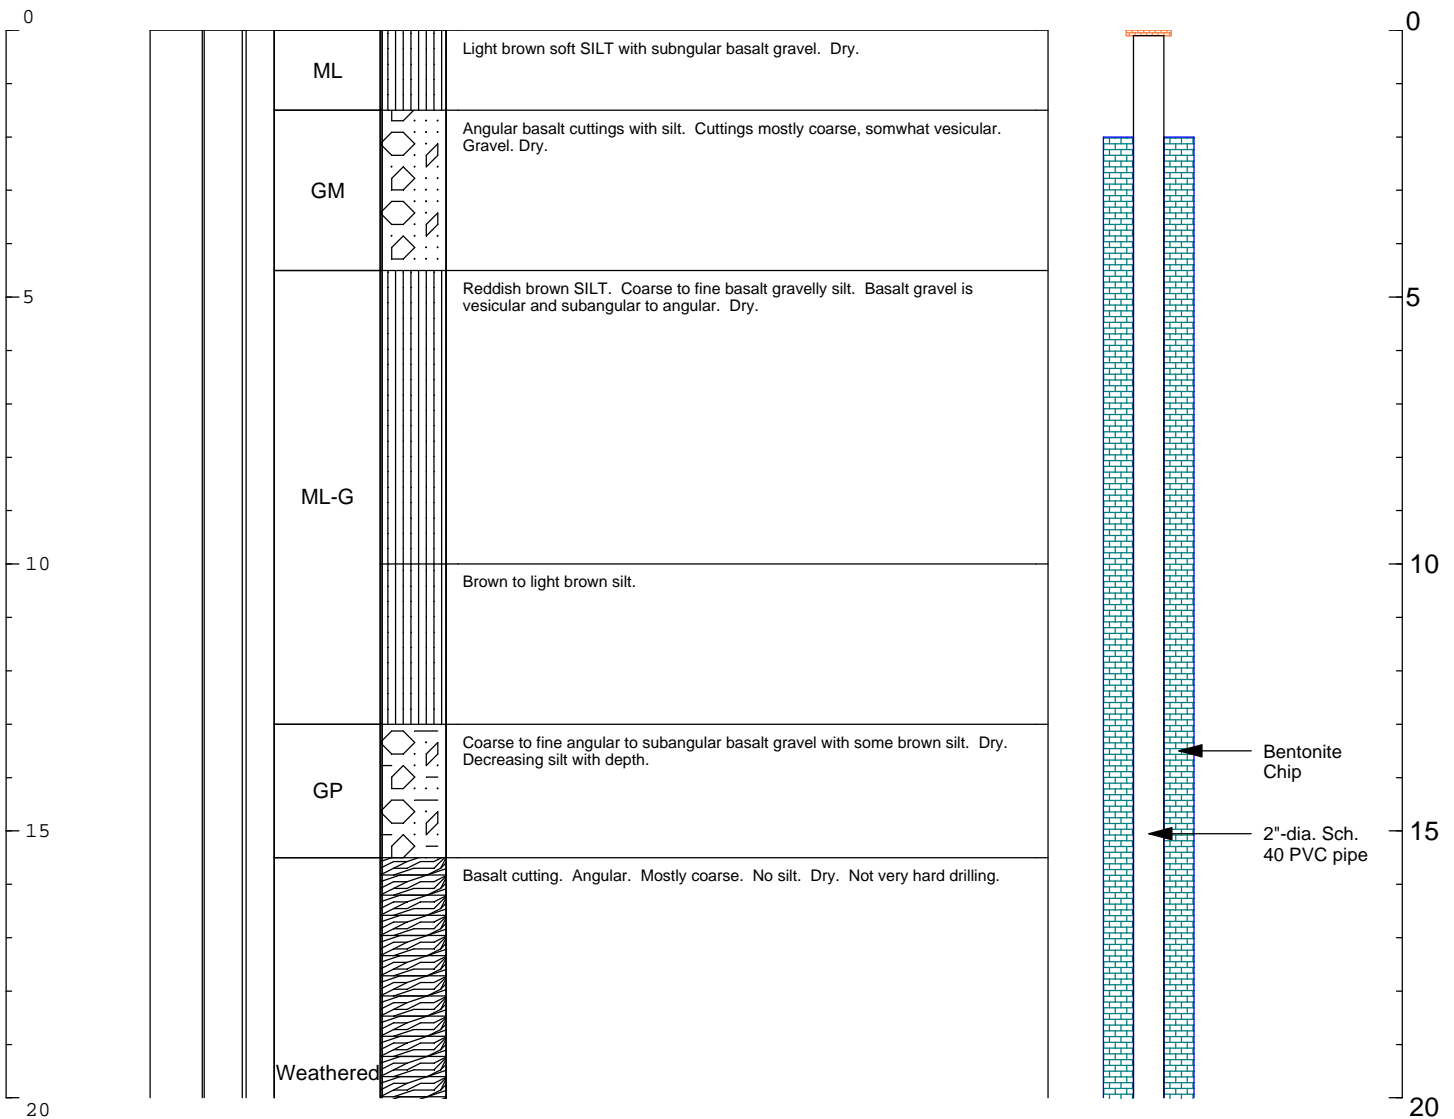 0
0
ML
Light brown soft SILT with subngular basalt gravel. Dry.
GM
Angular basalt cuttings with silt. Cuttings mostly coarse, somwhat vesicular.
Gravel. Dry.
5
5
Reddish brown SILT. Coarse to fine basalt gravelly silt. Basalt gravel is
vesicular and subangular to angular. Dry.
ML-G
10
10
Brown to light brown silt.
GP
Coarse to fine angular to subangular basalt gravel with some brown silt. Dry.
Decreasing silt with depth.
Bentonite
Chip
15
15
2"-dia. Sch.
40 PVC pipe
Basalt cutting. Angular. Mostly coarse. No silt. Dry. Not very hard drilling.
Weathered
20
20